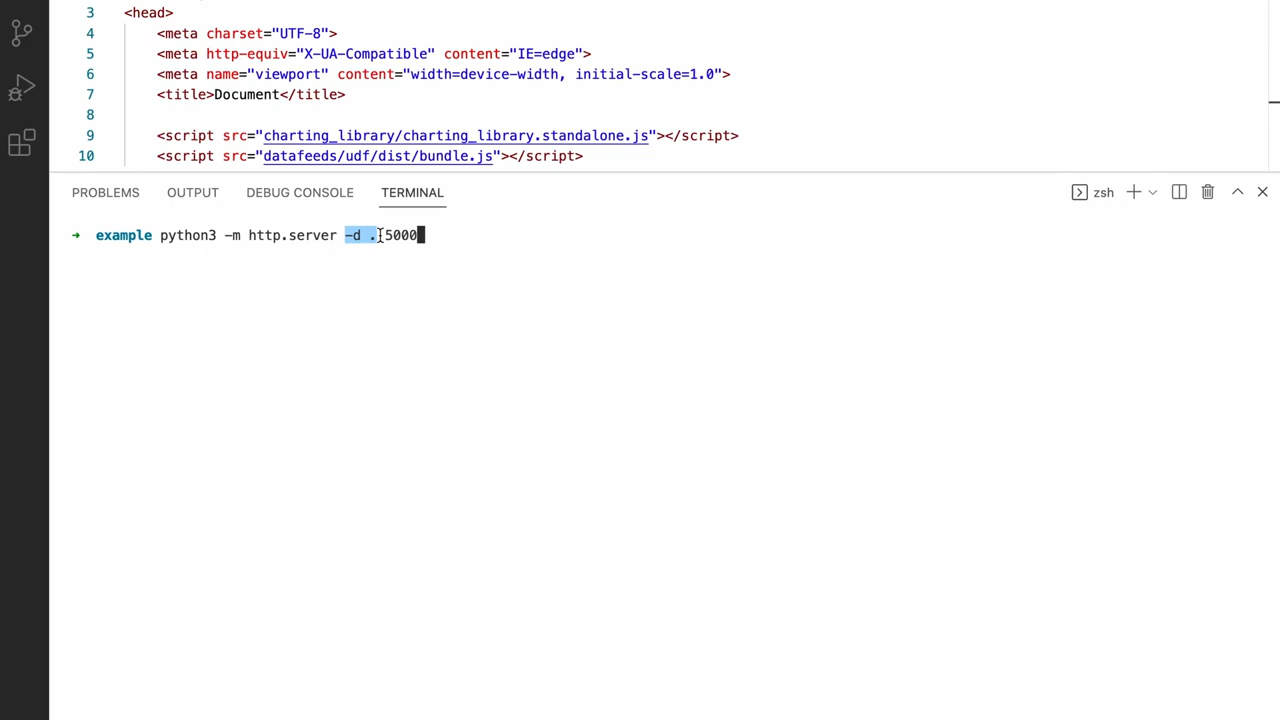 3 <head>
4 <meta charset="UTF-8">
5 <meta http-equiv="X-UA-Compatible" content="IE=edge">
6 <meta name="viewport" content="width=device-width, initial-scale=1.0">
7 <title>Document</title>
8
9 <script src="charting_library/charting_library.standalone.js"></script>
10 <script src="datafeeds/udf/dist/bundle.js"></script>
PROBLEMS OUTPUT DEBUG CONSOLE TERMINAL zsh
➜ example python3 -m http.server -d . 5000